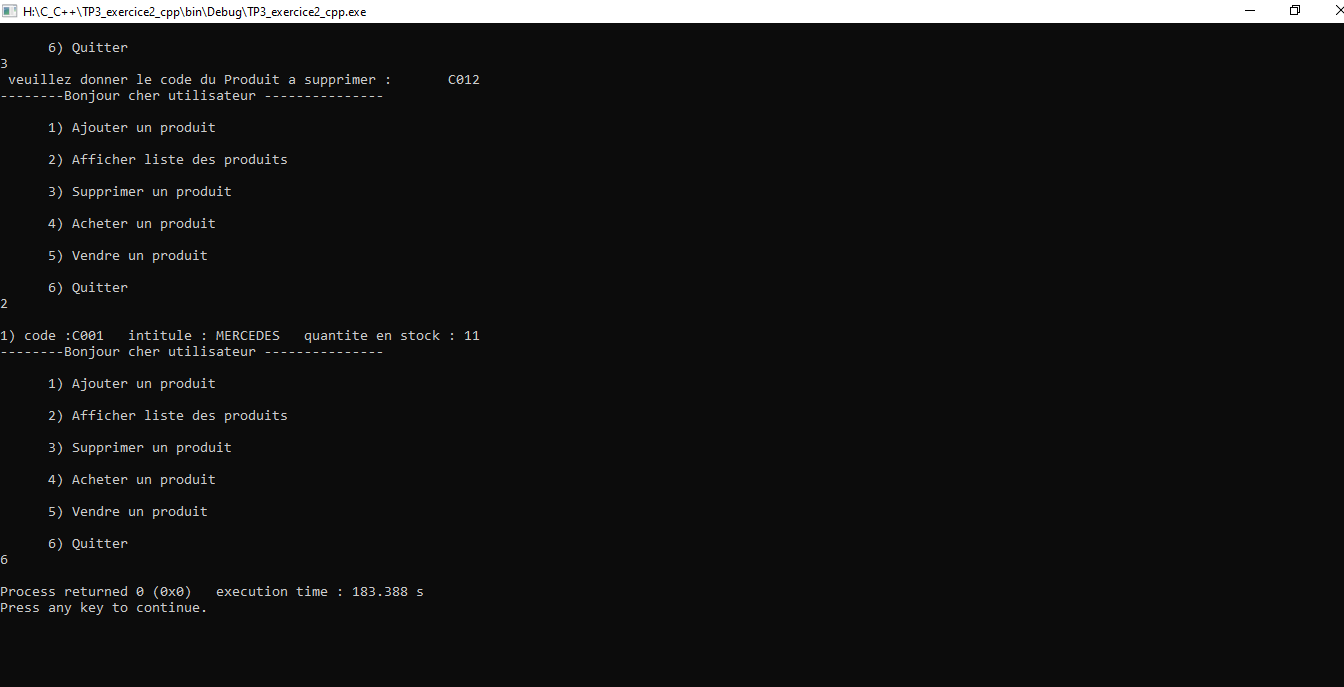 H:\C_C++\TP3_exercice2_cpp\bin\Debug\TP3_exercice2_cpp.exe
6) Quitter
3
veuillez donner le code du Produit a supprimer : C012
--------Bonjour cher utilisateur ---------------
1) Ajouter un produit
2) Afficher liste des produits
3) Supprimer un produit
4) Acheter un produit
5) Vendre un produit
6) Quitter
2
1) code :C001 intitule : MERCEDES quantite en stock : 11
--------Bonjour cher utilisateur ---------------
1) Ajouter un produit
2) Afficher liste des produits
3) Supprimer un produit
4) Acheter un produit
5) Vendre un produit
6) Quitter
6
Process returned 0 (0x0) execution time : 183.388 s
Press any key to continue.